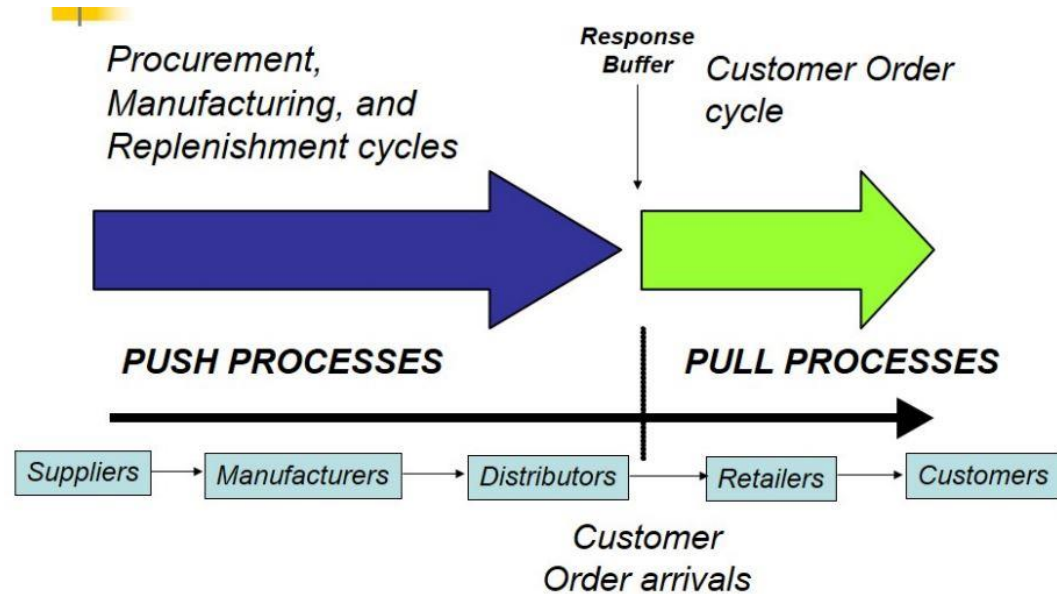 Procurement,
Manufacturing, and
Replenishment cycles
Response
Buffer
Customer Order
cycle
PUSH PROCESSES
PULL PROCESSES
Suppliers
Manufacturers
Distributors
Retailers
Customers
Customer
Order arrivals